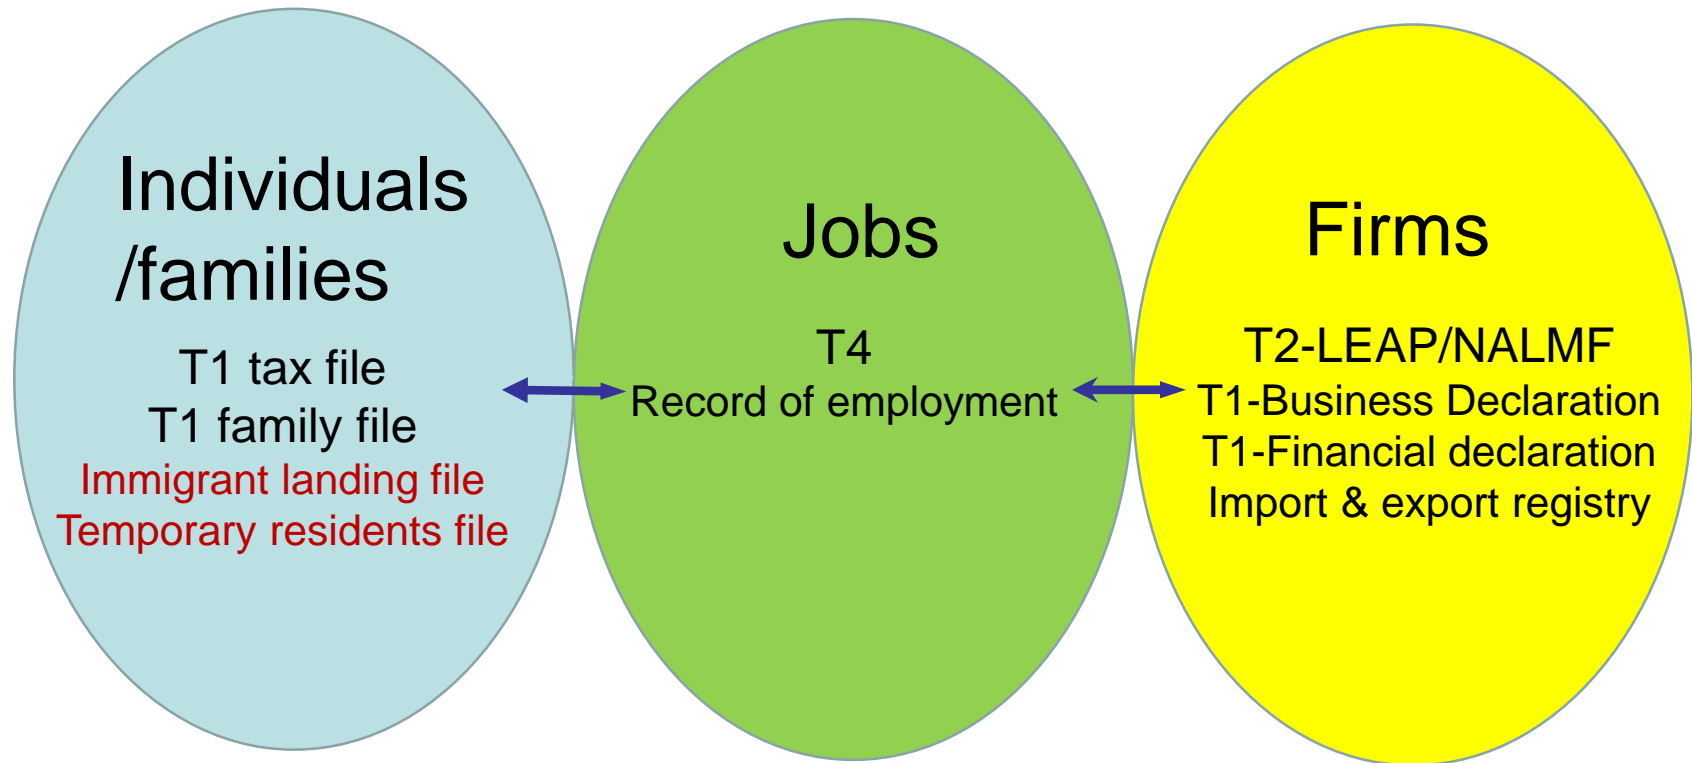 Individuals
/families
T1 tax file
T1 family file
Immigrant landing file
Temporary residents file
Jobs
T4
Record of employment
Firms
T2-LEAP/NALMF
T1-Business Declaration
T1-Financial declaration
Import & export registry